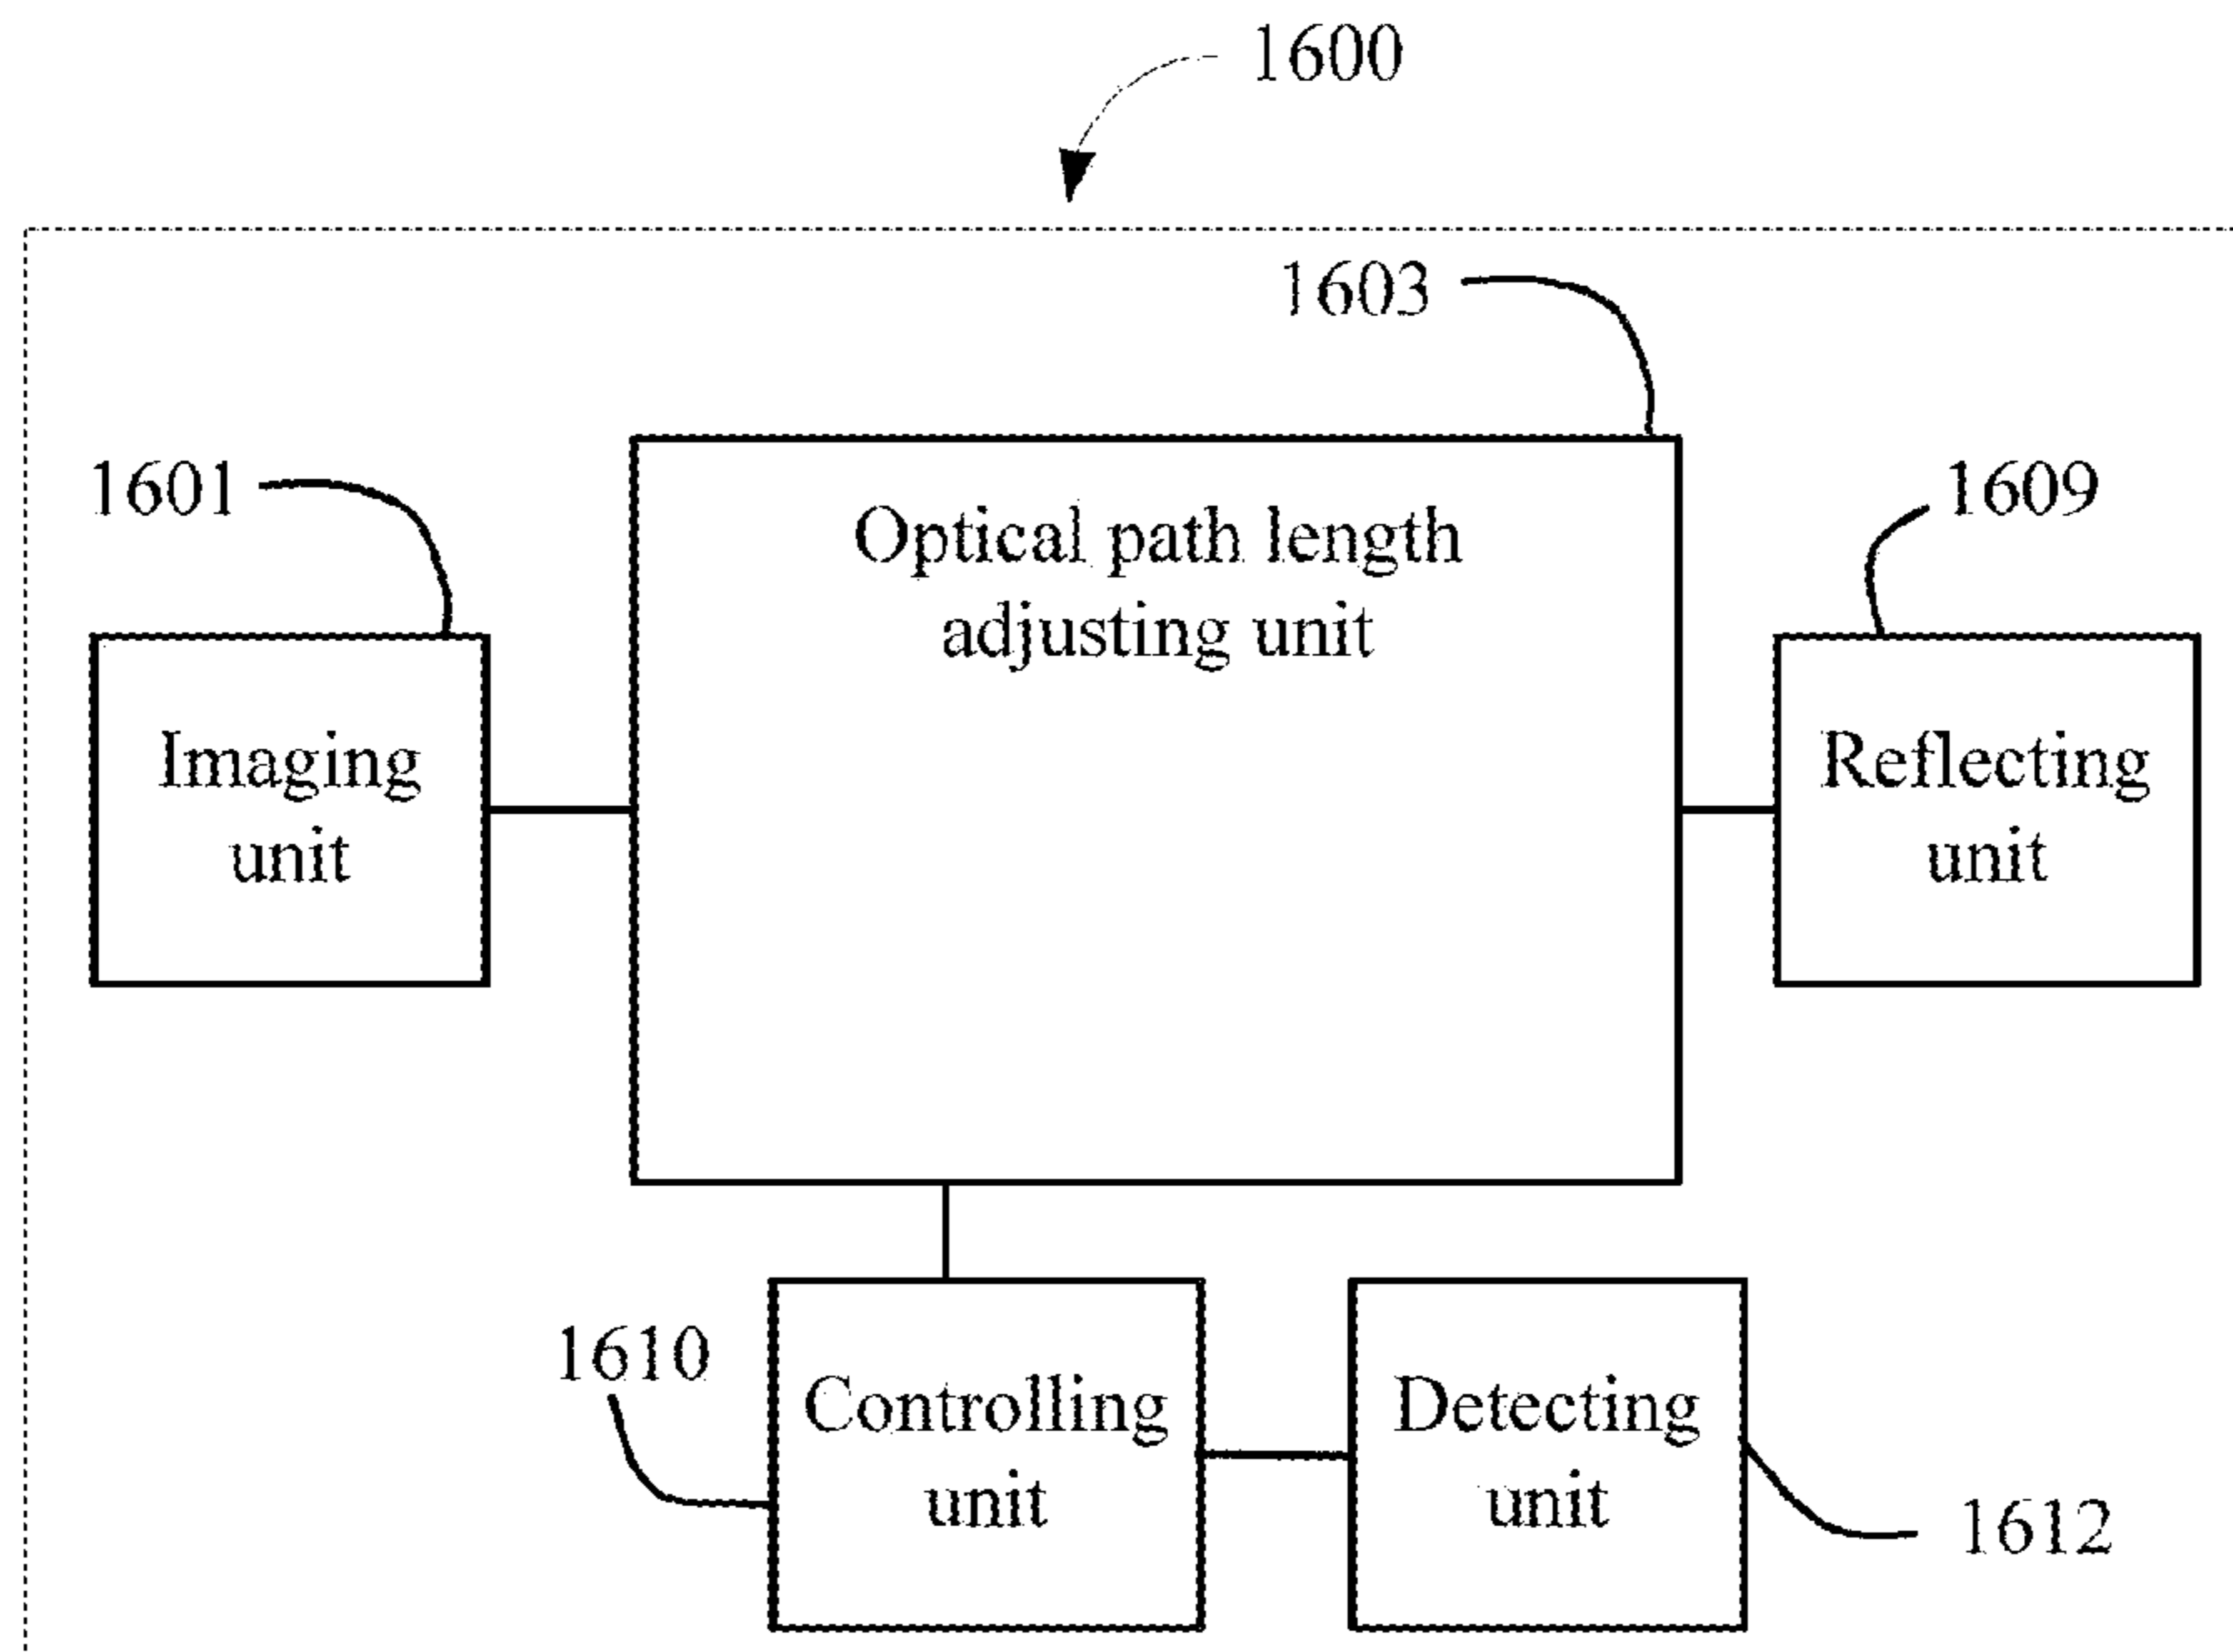 1600
1603
1601
1609
Optical path length
adjusting unit
Imaging
unit
Reflecting
unit
1610
Controlling
unit
Detecting
unit
1612